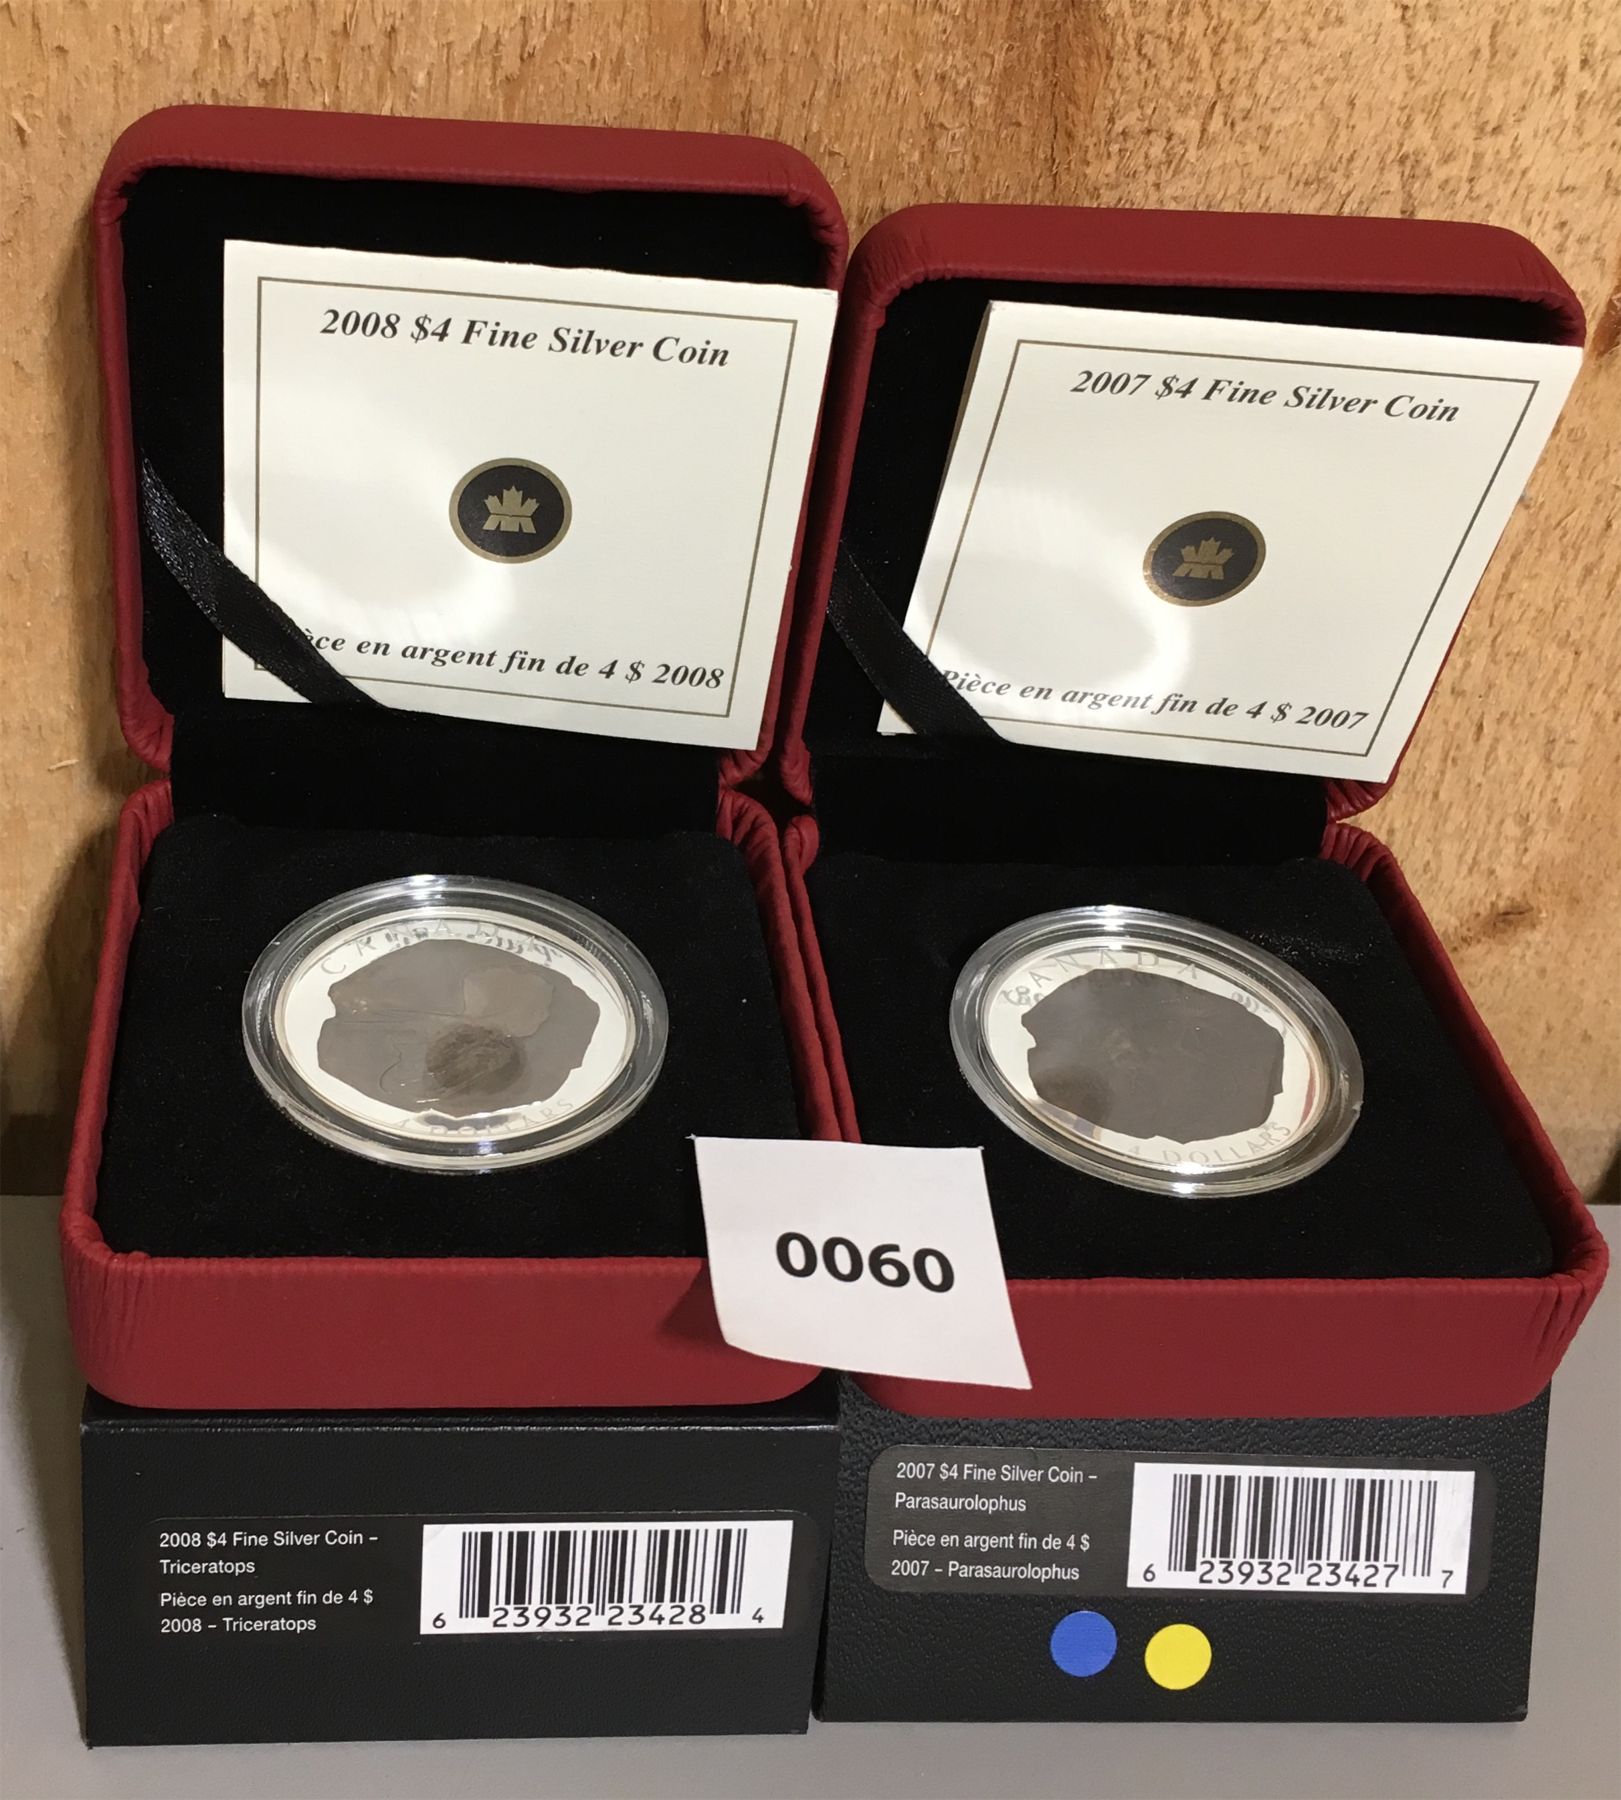 2008 $4 Fine Silver Coin
èce en argent fin de 4 $ 2008
2007 $4 Fine Silver Coin
Pièce en argent fin de 4 $ 2007
CANADA
4 DOLLARS
CANADA
4 DOLLARS
0060
2008 $4 Fine Silver Coin –
Triceratops
Pièce en argent fin de 4 $
2008 – Triceratops
6 23932 23428 4
2007 $4 Fine Silver Coin –
Parasaurolophus
Pièce en argent fin de 4 $
2007 – Parasaurolophus
6 23932 23427 7